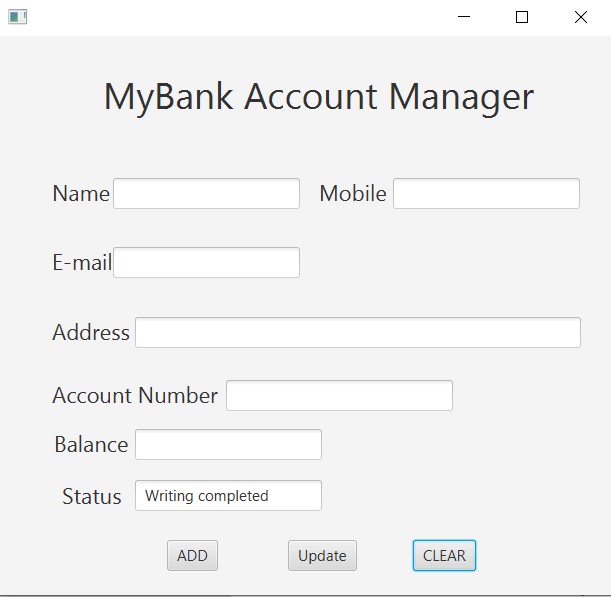 MyBank Account Manager
Name Mobile
E-mail
Address
Account Number
Balance
Status Writing completed
ADD Update CLEAR